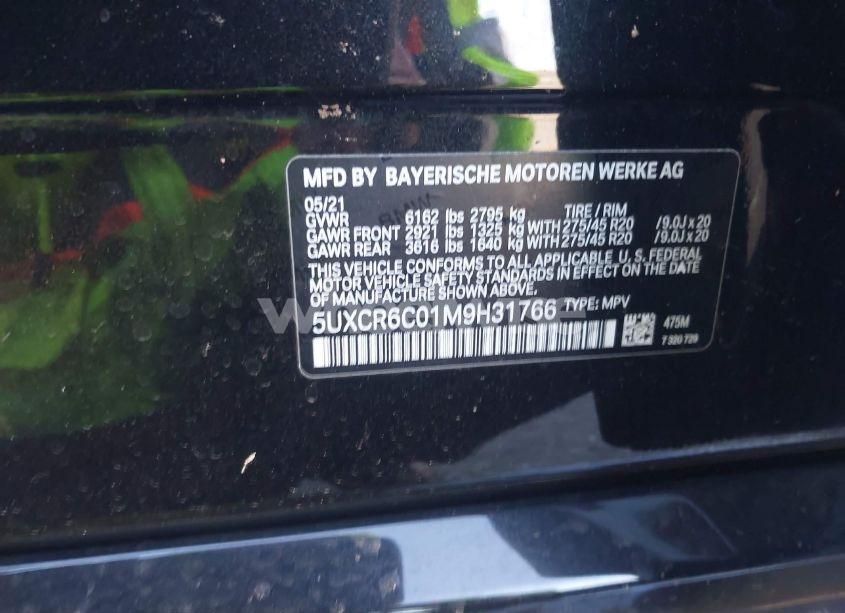 MFD BY BAYERISCHE MOTOREN WERKE AG
05/21
GVWR 6162 lbs 2795 kg TIRE / RIM
GAWR FRONT 2921 lbs 1325 kg WITH 275/45 R20 /9.0J x 20
GAWR REAR 3616 lbs 1640 kg WITH 275/45 R20 /9.0J x 20
THIS VEHICLE CONFORMS TO ALL APPLICABLE U. S. FEDERAL
MOTOR VEHICLE SAFETY STANDARDS IN EFFECT ON THE DATE
OF MANUFACTURE SHOWN ABOVE.
5UXCR6C01M9H31766 TYPE: MPV
475M
7 320 729